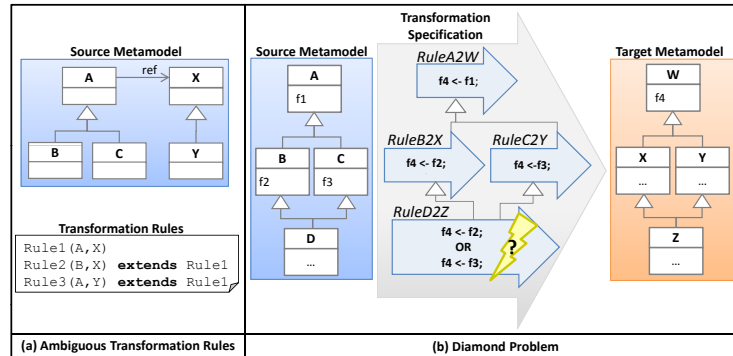 Source Metamodel
A
ref
X
B
C
Y
Transformation Rules
Rule1(A,X)
Rule2(B,X) extends Rule1
Rule3(A,Y) extends Rule1
(a) Ambiguous Transformation Rules
Source Metamodel
A
f1
B
f2
C
f3
D
...
Transformation
Specification
RuleA2W
f4 <- f1;
RuleB2X
f4 <- f2;
RuleC2Y
f4 <-f3;
RuleD2Z
f4 <- f2;
OR
f4 <- f3;
?
Target Metamodel
W
f4
X
...
Y
...
Z
...
(b) Diamond Problem